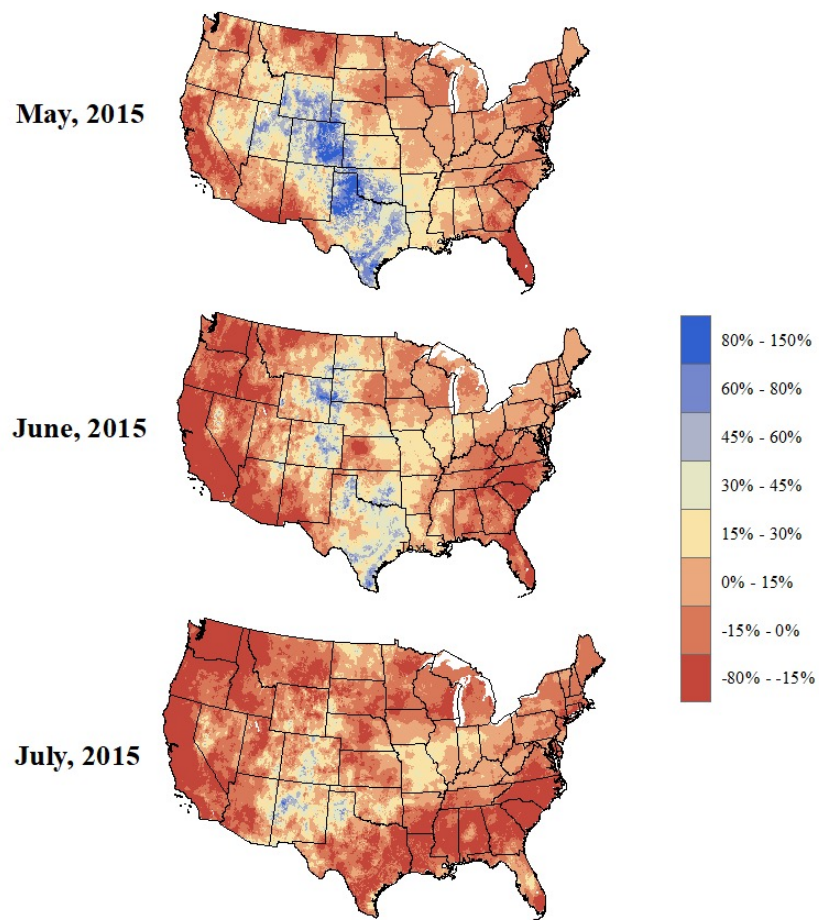 May, 2015
June, 2015
80% - 150%
60% - 80%
45% - 60%
30% - 45%
15% - 30%
0% - 15%
-15% - 0%
-80% - -15%
Text
July, 2015